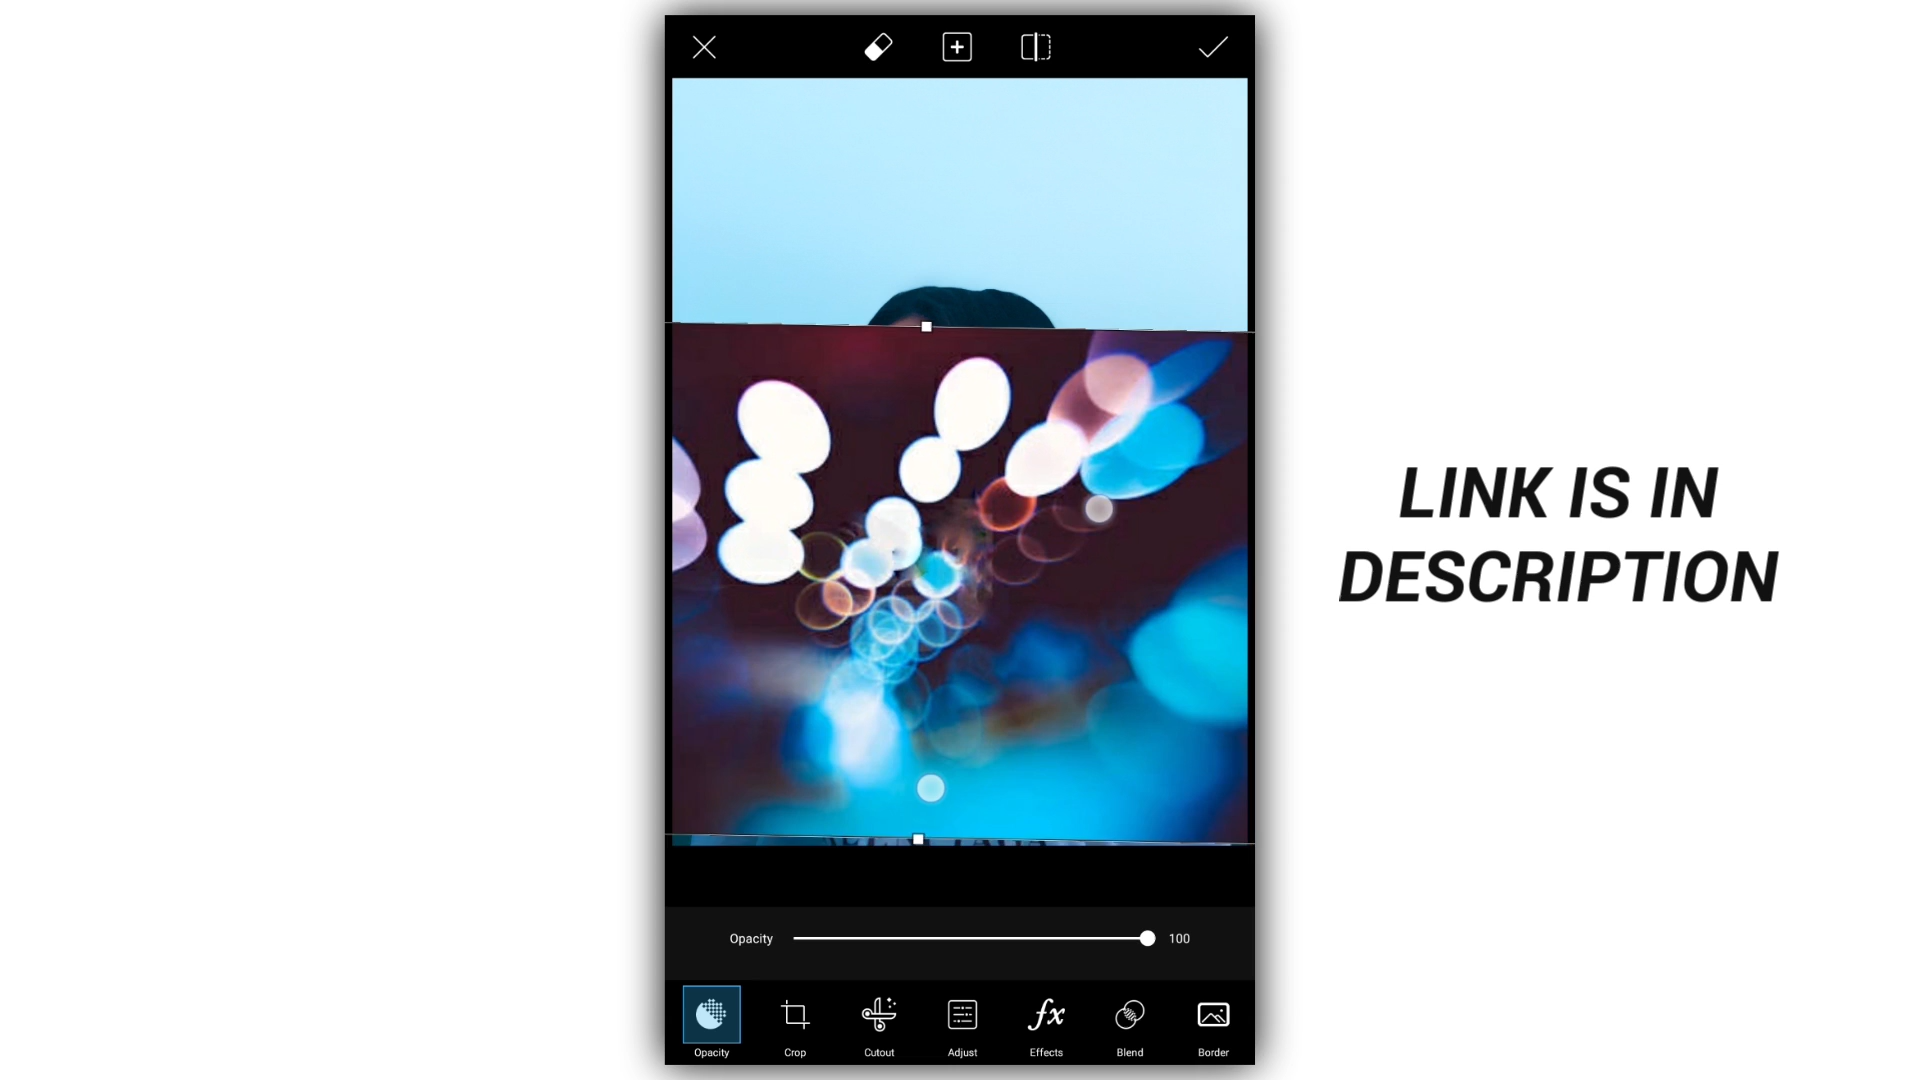 LINK IS IN
DESCRIPTION
Opacity 100
Opacity Crop Cutout Adjust Effects Blend Border